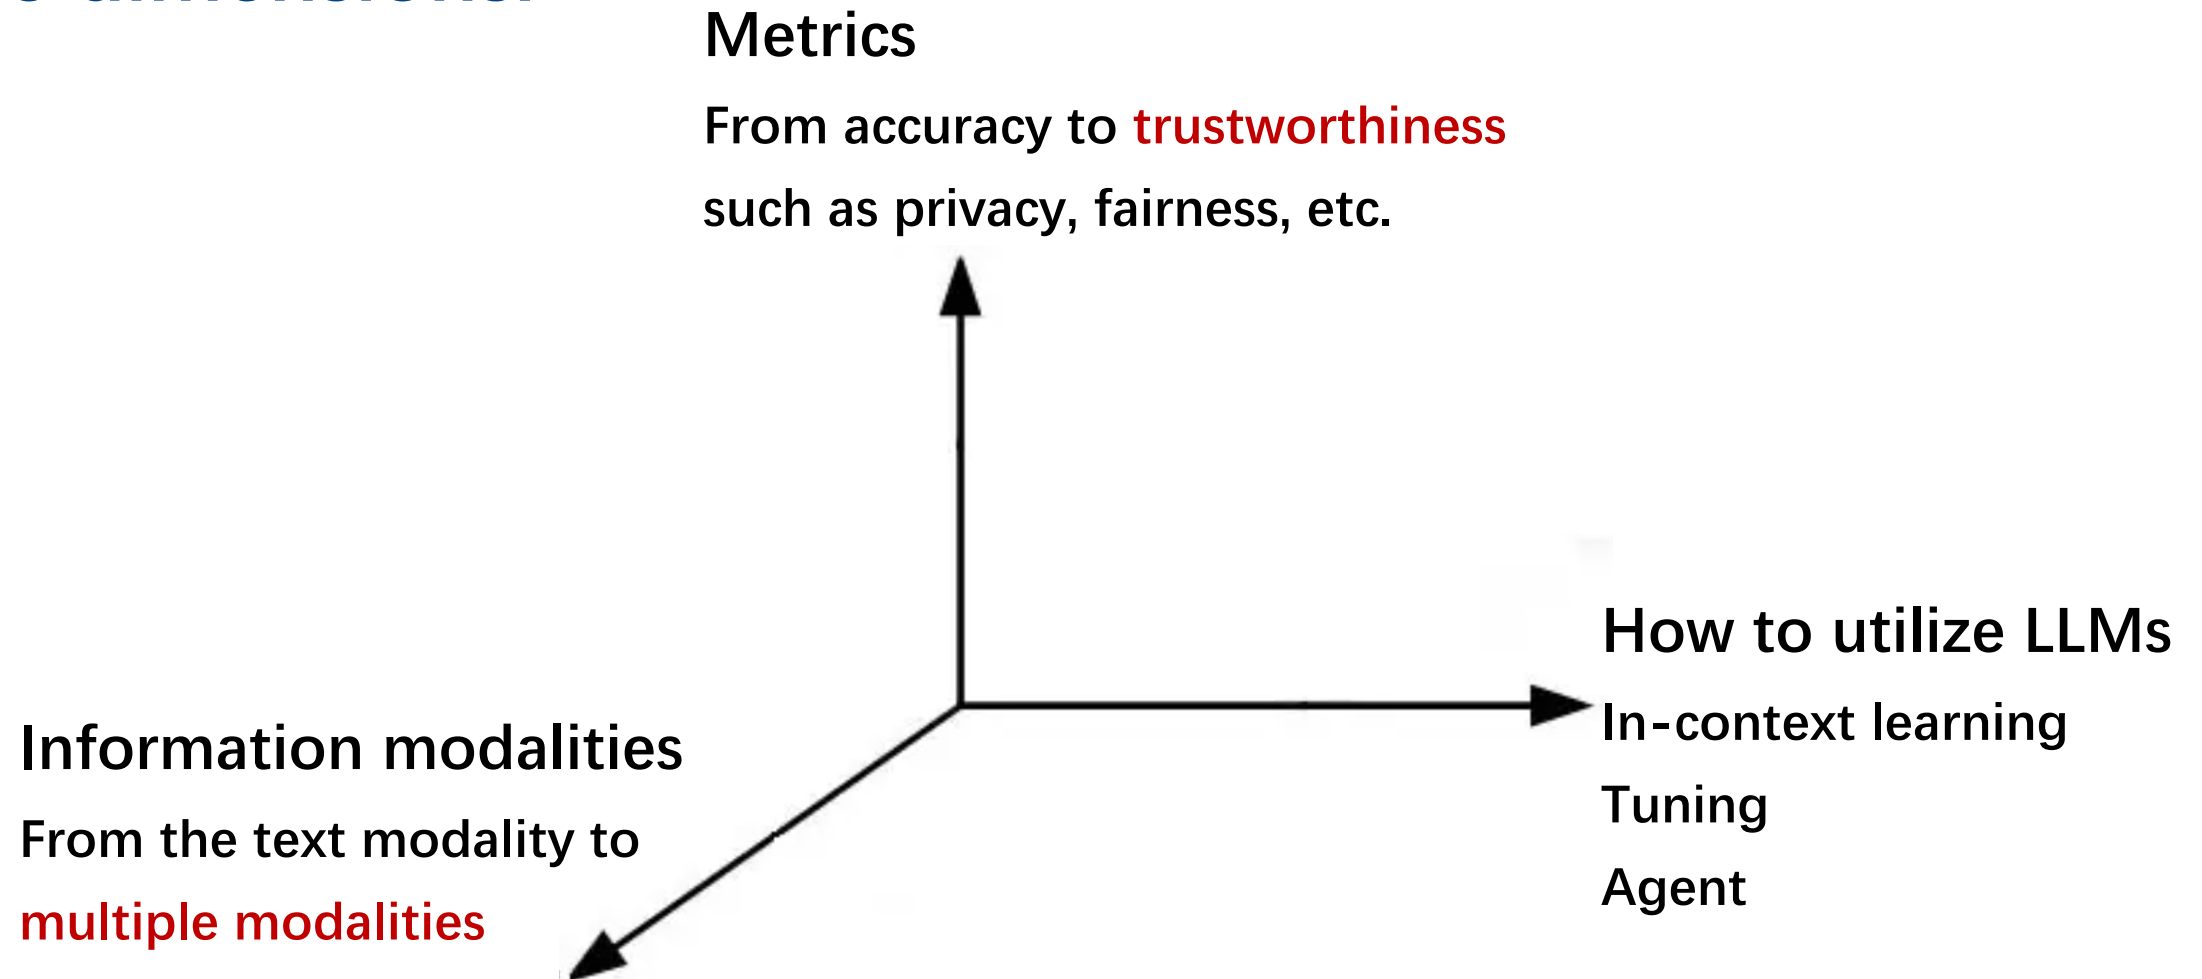 Metrics
From accuracy to trustworthiness
such as privacy, fairness, etc.
How to utilize LLMs
In-context learning
Tuning
Agent
Information modalities
From the text modality to
multiple modalities